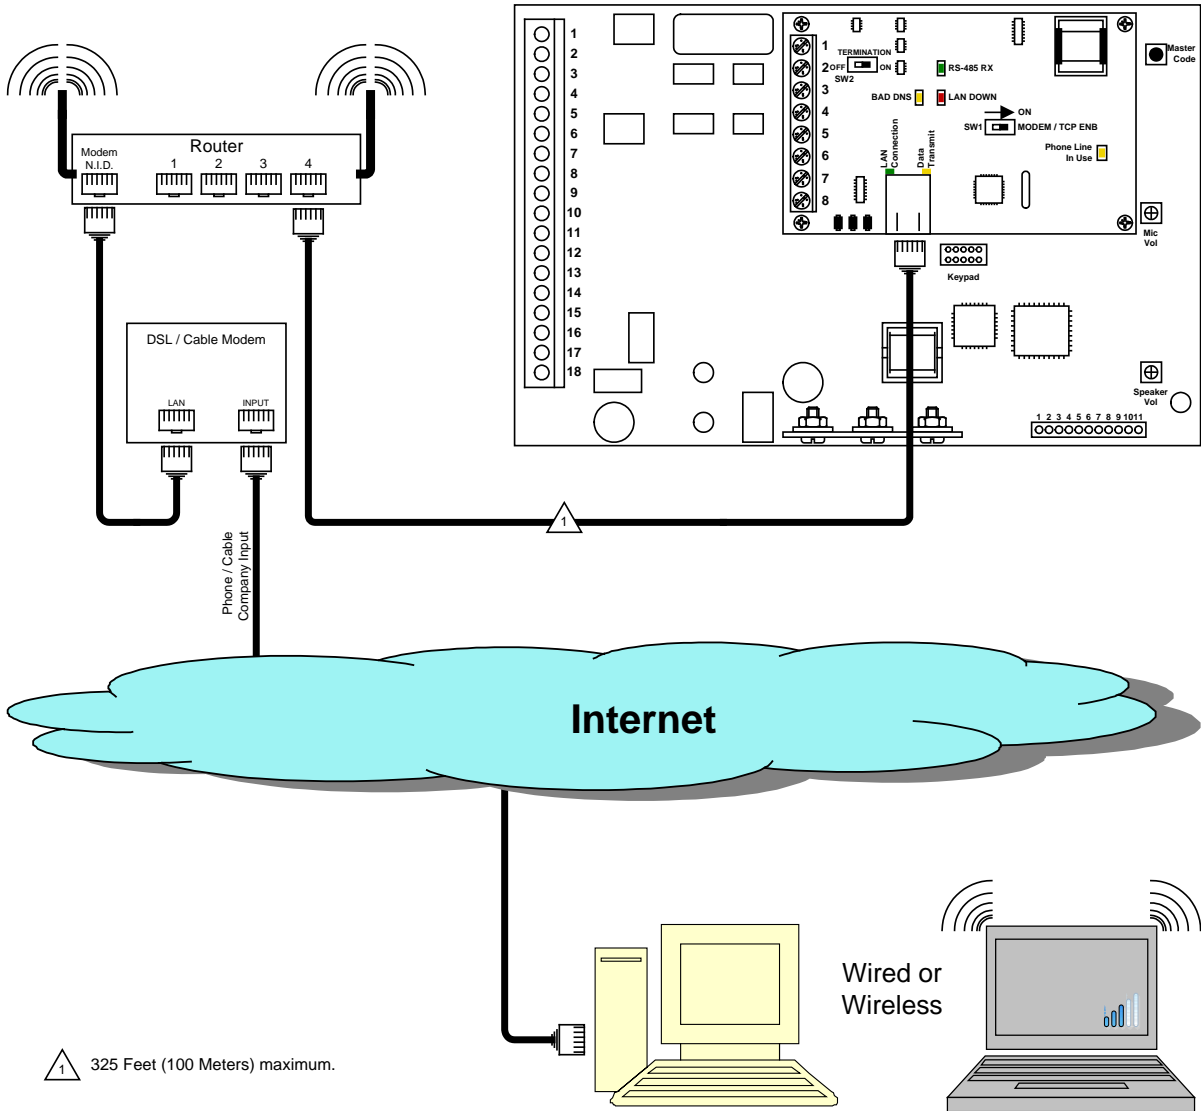 Router
Modem
N.I.D.
1
2
3
4
DSL / Cable Modem
LAN
INPUT
Phone / Cable
Company Input
1
2
3
4
5
6
7
8
9
10
11
12
13
14
15
16
17
18
1
2
3
4
5
6
7
8
TERMINATION
OFF
ON
SW2
RS-485 RX
BAD DNS
LAN DOWN
ON
SW1
MODEM / TCP ENB
Phone Line
In Use
LAN
Connection
Data
Transmit
Master
Code
Mic
Vol
Keypad
Speaker
Vol
1 2 3 4 5 6 7 8 9 10 11
1
Internet
Wired or
Wireless
1
325 Feet (100 Meters) maximum.